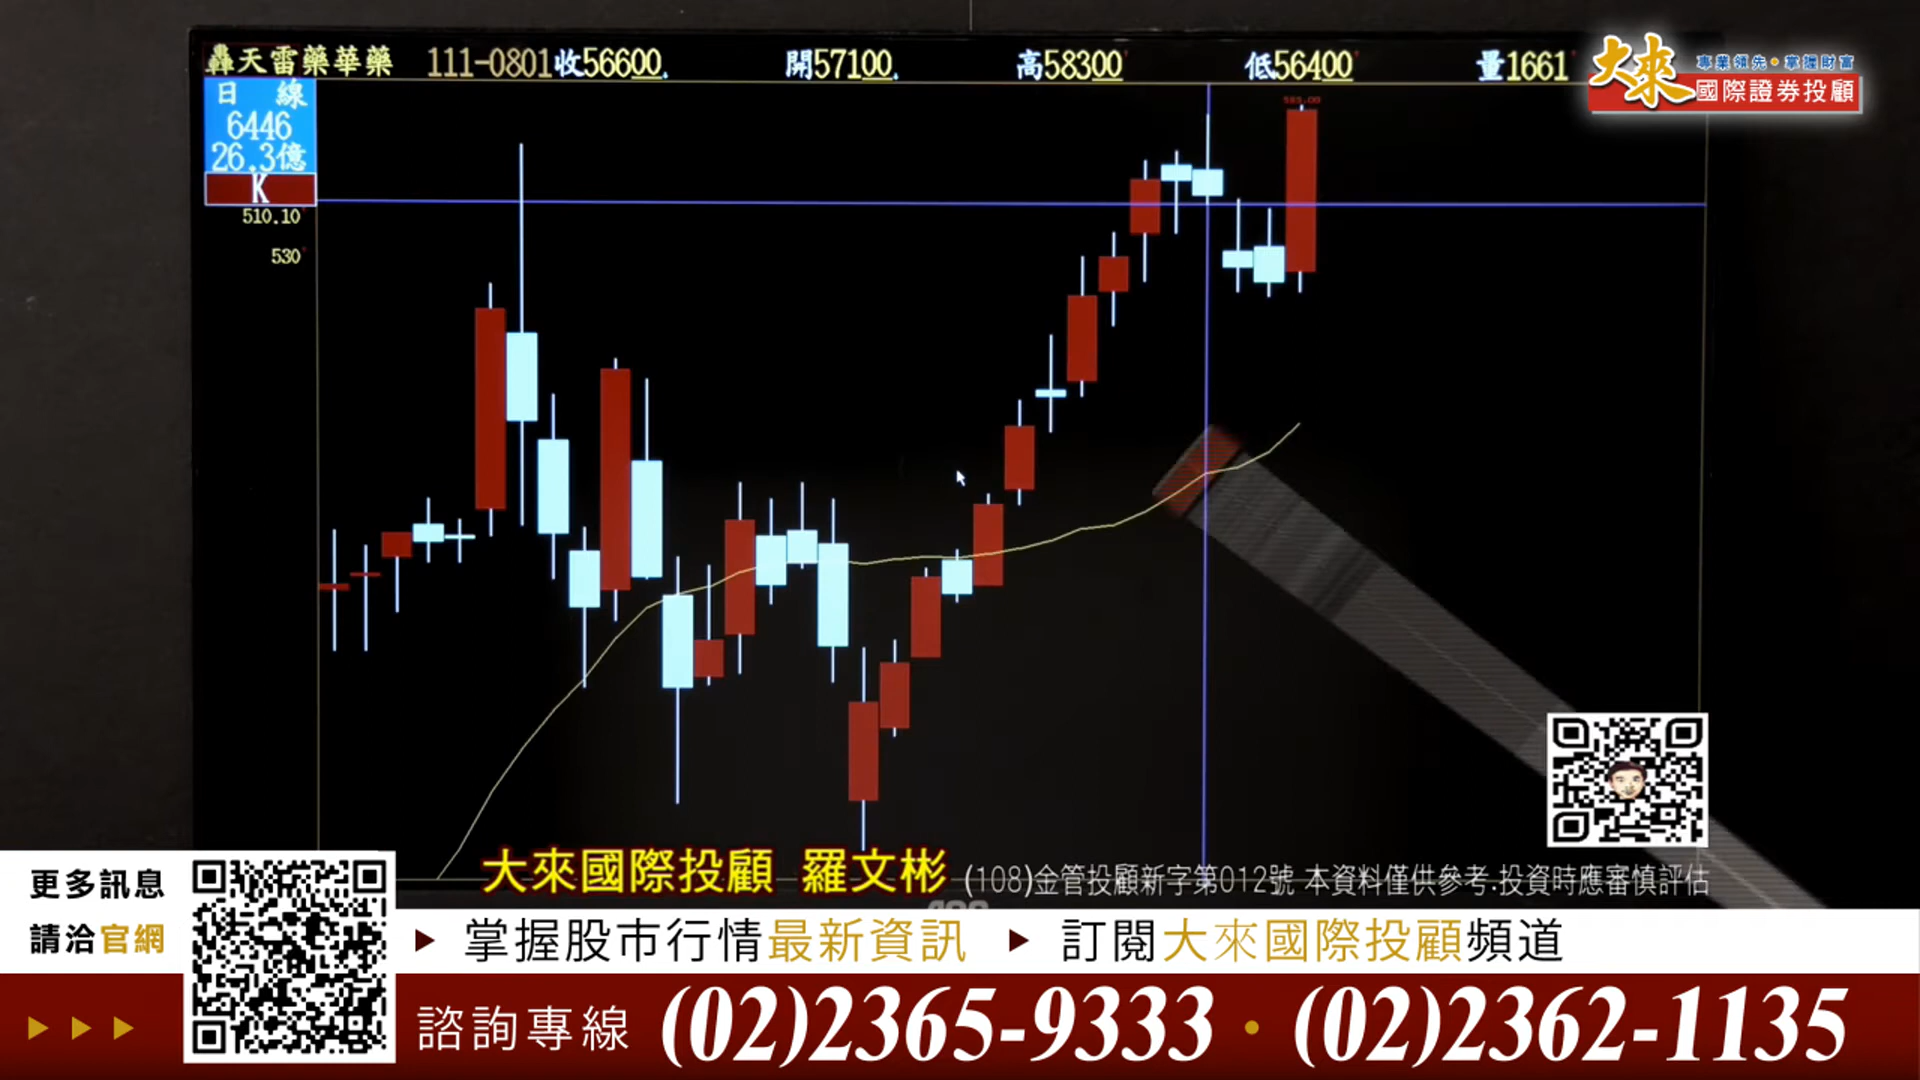 轟天雷藥華藥 111-0801收56600 開57100 高58300 低56400 量1661
大來 專業領先•掌握財富
國際證券投顧
日 線
6446
26.3億
K
510.10
530
585.00
大來國際投顧 羅文彬 (108)金管投顧新字第012號 本資料僅供參考.投資時應審慎評估
更多訊息
請洽官網
掌握股市行情最新資訊 訂閱大來國際投顧頻道
諮詢專線 (02)2365-9333・(02)2362-1135